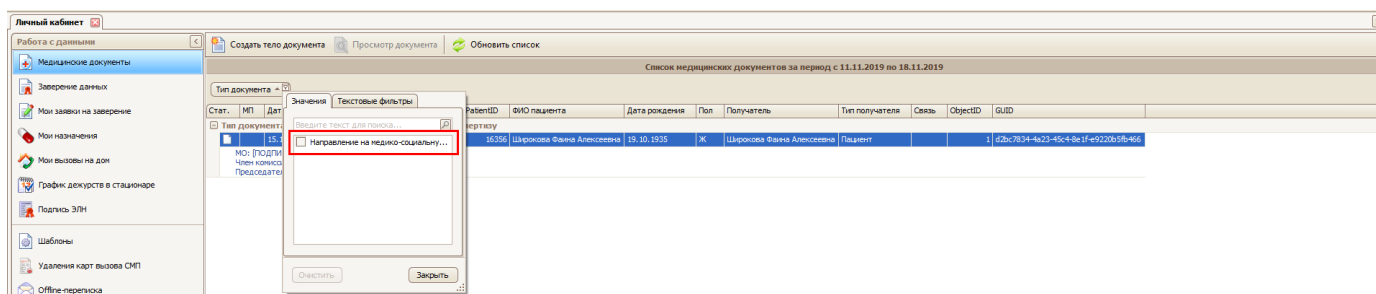 Личный кабинет
Работа с данными
Создать тело документа Просмотр документа Обновить список
Медицинские документы
Список медицинских документов за период с 11.11.2019 по 18.11.2019
Заверение данных
Тип документа
Значения Текстовые фильтры
Мои заявки на заверение
Стат. МП Дат PatientID ФИО пациента Дата рождения Пол Получатель Тип получателя Связь ObjectID GUID
Введите текст для поиска...
Тип документ ертизу
Мои назначения
Направление на медико-социальну...
15. 16356 Широкова Фаина Алексеевна 19.10.1935 Ж Широкова Фаина Алексеевна Пациент 1 d2bc7834-4a23-45c4-8e1f-e9220b5fb466
МО: [ПОДПИ
Мои вызовы на дом
Член комисс
Председател
График дежурств в стационаре
Подпись ЭЛН
Шаблоны
Удаления карт вызова СМП
Очистить Закрыть
Offline-переписка